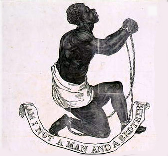 AM I NOT A MAN AND A BROTHER?